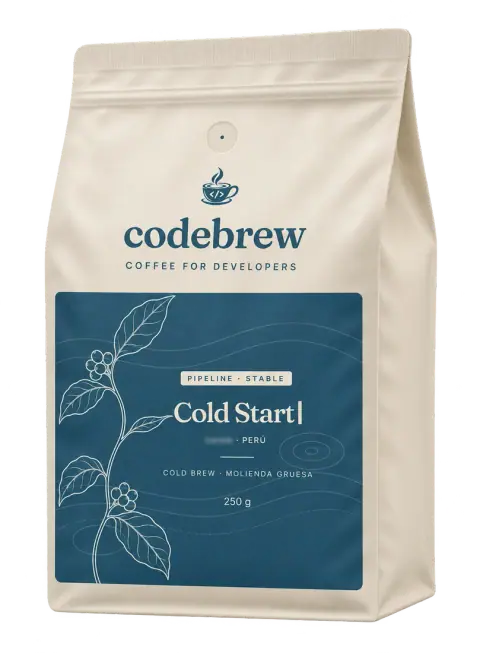 </>
codebrew
COFFEE FOR DEVELOPERS
PIPELINE · STABLE
Cold Start|
· PERÚ
COLD BREW · MOLIENDA GRUESA
250 g